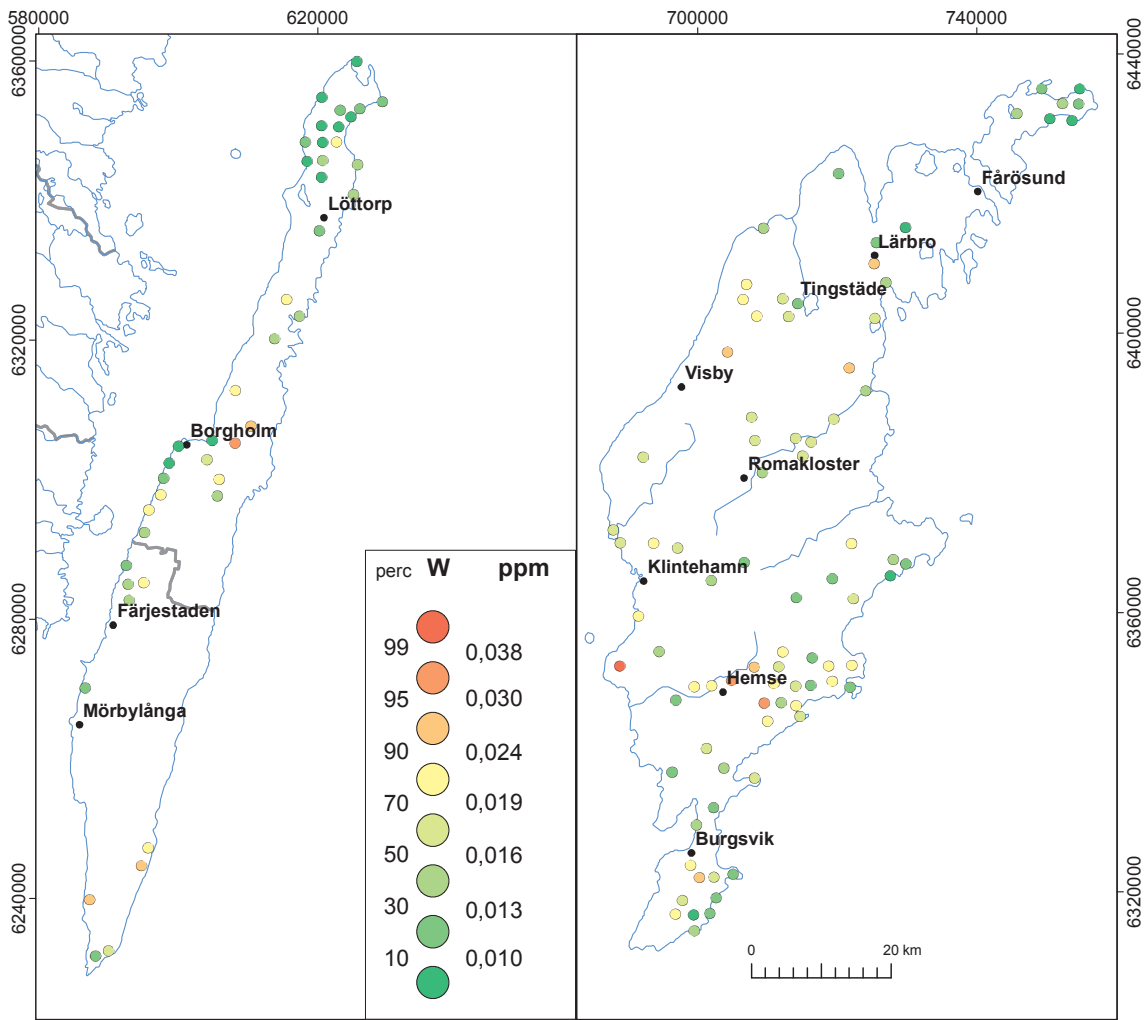 580000
620000
700000
740000
6360000
6440000
Fårösund
Löttorp
Lärbro
Tingstäde
6320000
6400000
Visby
Borgholm
Romakloster
perc W ppm
Klintehamn
6280000
Färjestaden
6360000
99
0,038
Hemse
95
0,030
Mörbylånga
90
0,024
70
0,019
50
0,016
Burgsvik
30
0,013
6240000
6320000
10
0,010
0
20 km